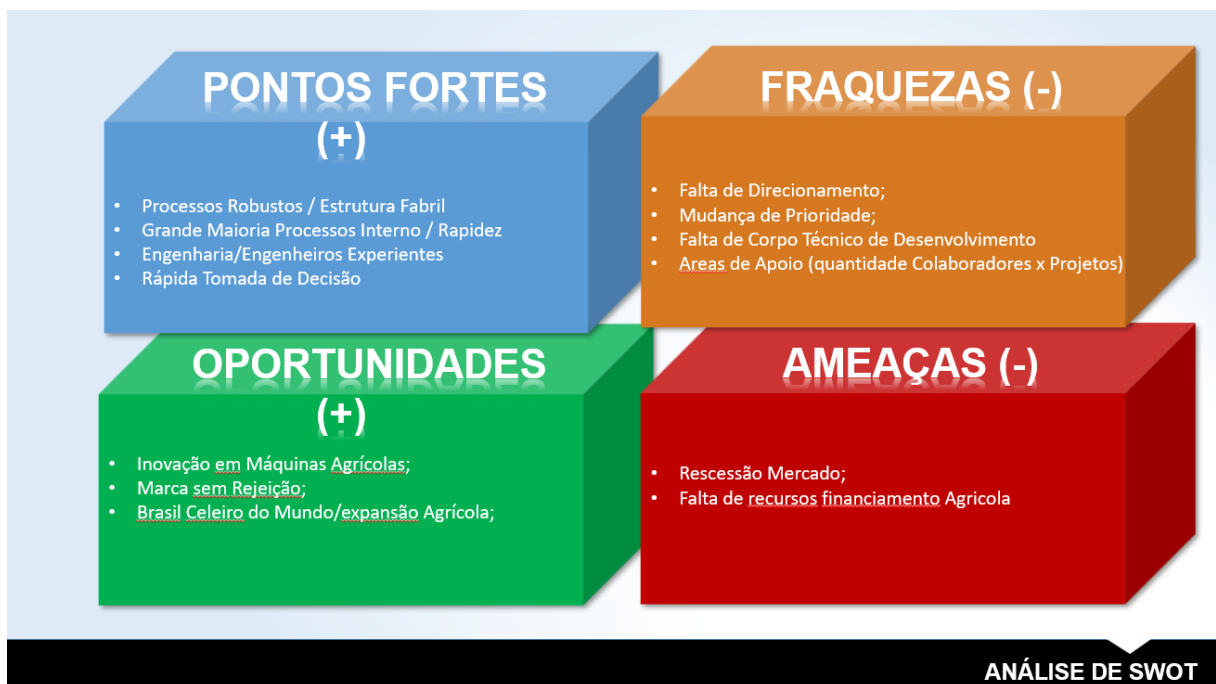 PONTOS FORTES
(+)
• Processos Robustos / Estrutura Fabril
• Grande Maioria Processos Interno / Rapidez
• Engenharia/Engenheiros Experientes
• Rápida Tomada de Decisão
FRAQUEZAS (-)
• Falta de Direcionamento;
• Mudança de Prioridade;
• Falta de Corpo Técnico de Desenvolvimento
• Areas de Apoio (quantidade Colaboradores x Projetos)
OPORTUNIDADES
(+)
• Inovação em Máquinas Agrícolas;
• Marca sem Rejeição;
• Brasil Celeiro do Mundo/expansão Agrícola;
AMEAÇAS (-)
• Rescessão Mercado;
• Falta de recursos financiamento Agricola
ANÁLISE DE SWOT